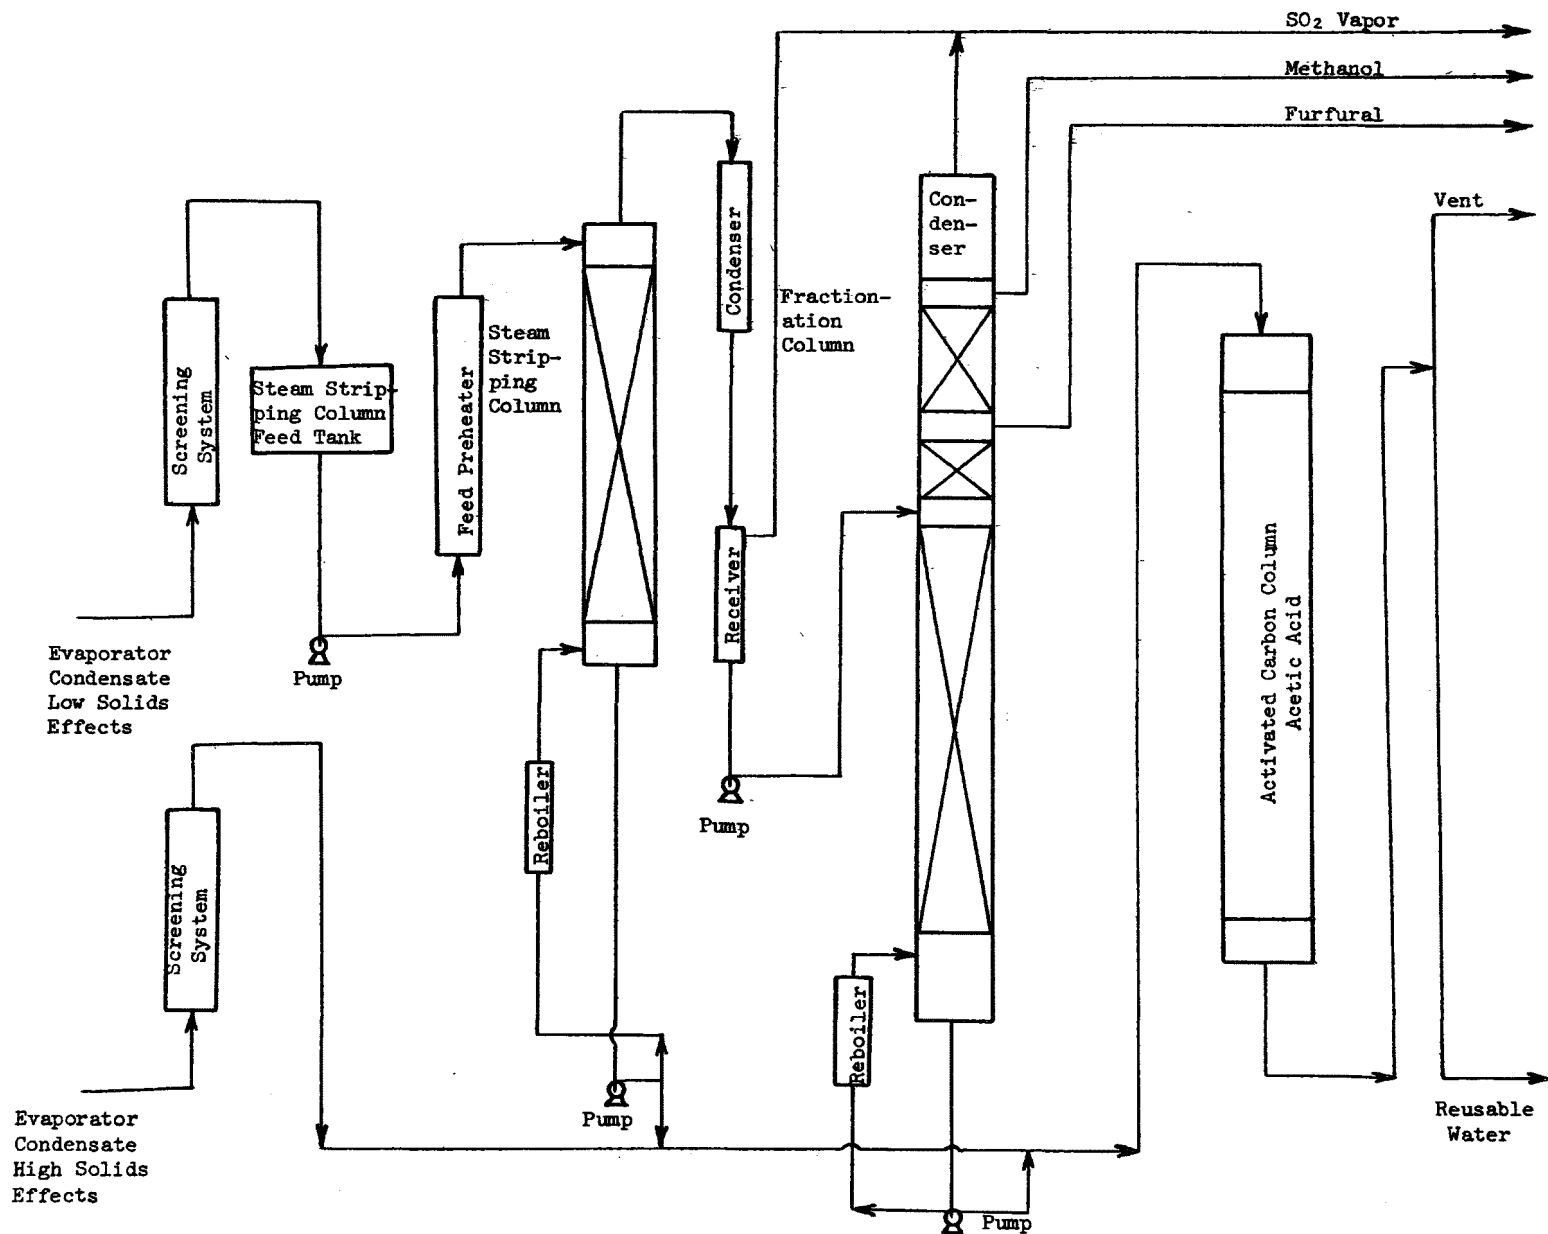 SO₂ Vapor
Methanol
Furfural
Vent
Con-
den-
ser
Condenser
Fraction-
ation
Column
Steam
Strip-
ping
Column
Screening
System
Steam Strip-
ping Column
Feed Tank
Feed Preheater
Receiver
Activated Carbon Column
Acetic Acid
Evaporator
Condensate
Low Solids
Effects
Pump
Reboiler
Pump
Screening
System
Reboiler
Pump
Evaporator
Condensate
High Solids
Effects
Reusable
Water
Pump